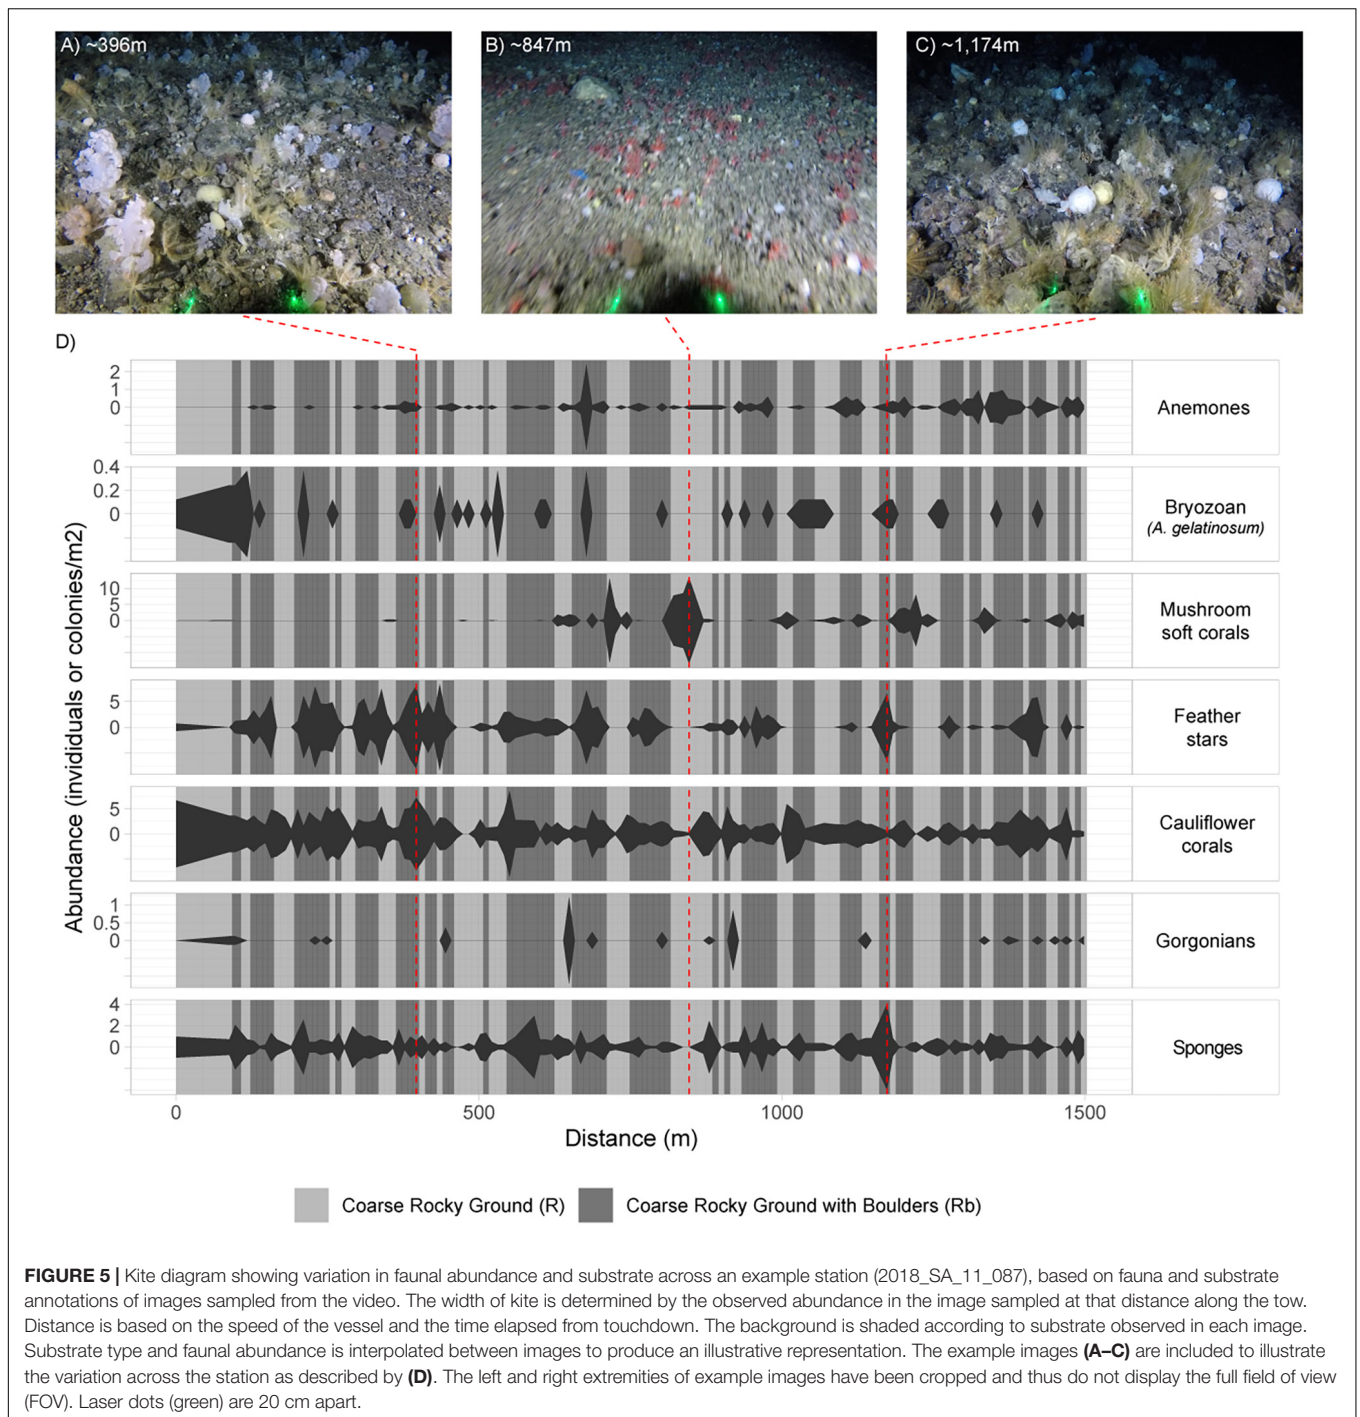 A) ~396m
B) ~847m
C) ~1,174m
D)
Abundance (invididuals or colonies/m2)
2
1
0
Anemones
0.4
0.2
0
Bryozoan
(A. gelatinosum)
10
5
0
Mushroom
soft corals
5
0
Feather
stars
5
0
Cauliflower
corals
1
0.5
0
Gorgonians
4
2
0
Sponges
0 500 1000 1500
Distance (m)
Coarse Rocky Ground (R) Coarse Rocky Ground with Boulders (Rb)
FIGURE 5 | Kite diagram showing variation in faunal abundance and substrate across an example station (2018_SA_11_087), based on fauna and substrate
annotations of images sampled from the video. The width of kite is determined by the observed abundance in the image sampled at that distance along the tow.
Distance is based on the speed of the vessel and the time elapsed from touchdown. The background is shaded according to substrate observed in each image.
Substrate type and faunal abundance is interpolated between images to produce an illustrative representation. The example images (A–C) are included to illustrate
the variation across the station as described by (D). The left and right extremities of example images have been cropped and thus do not display the full field of view
(FOV). Laser dots (green) are 20 cm apart.